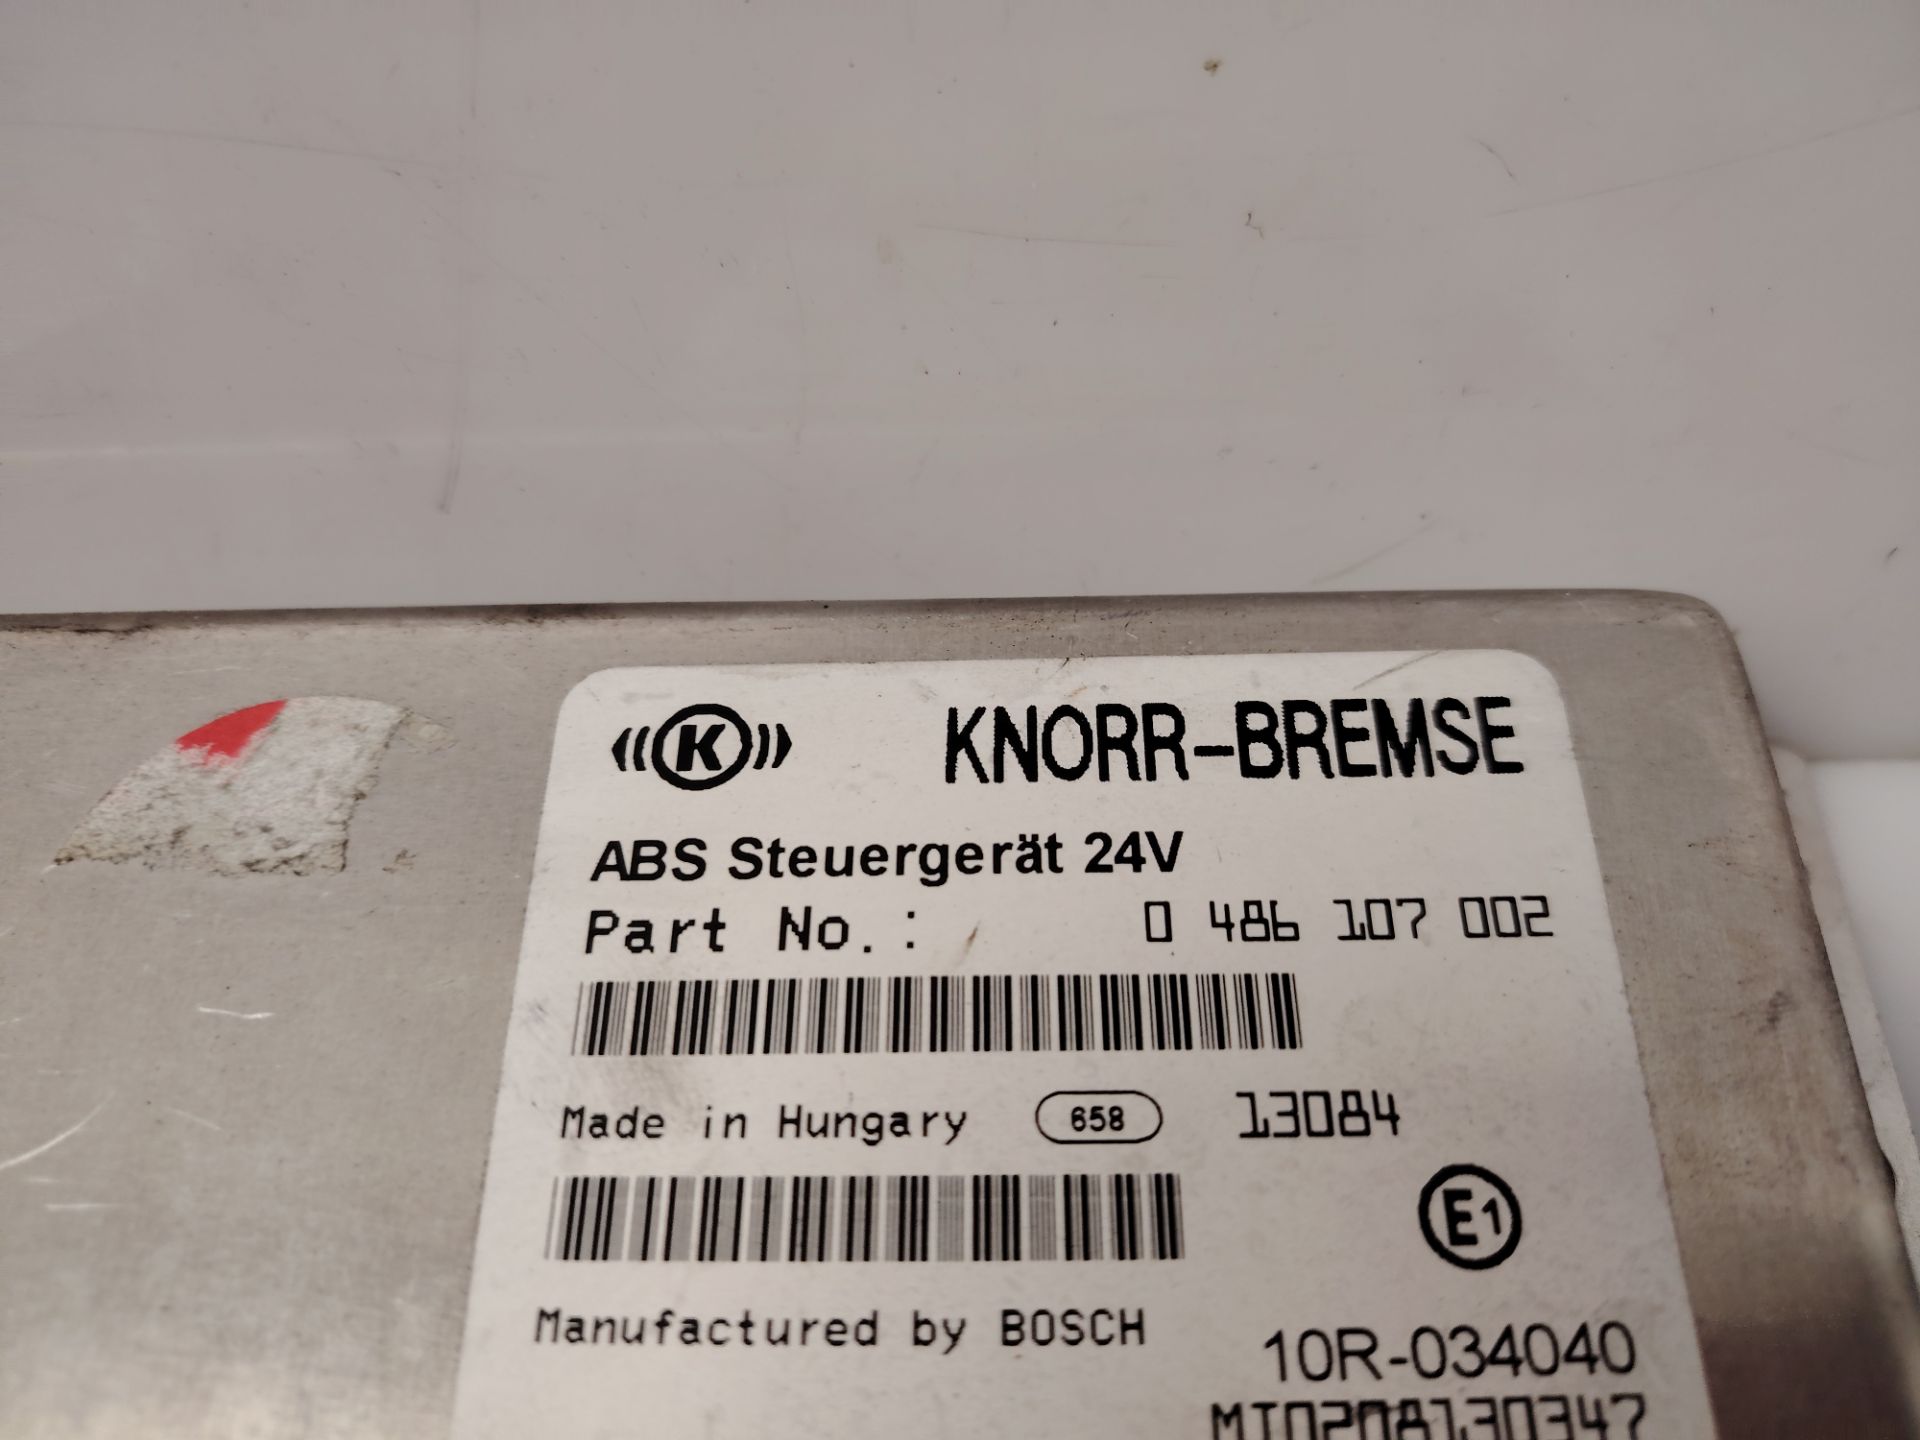 K KNORR-BREMSE
ABS Steuergerät 24V
Part No.: 0 486 107 002
Made in Hungary 658 13084
E1
Manufactured by BOSCH
10R-034040